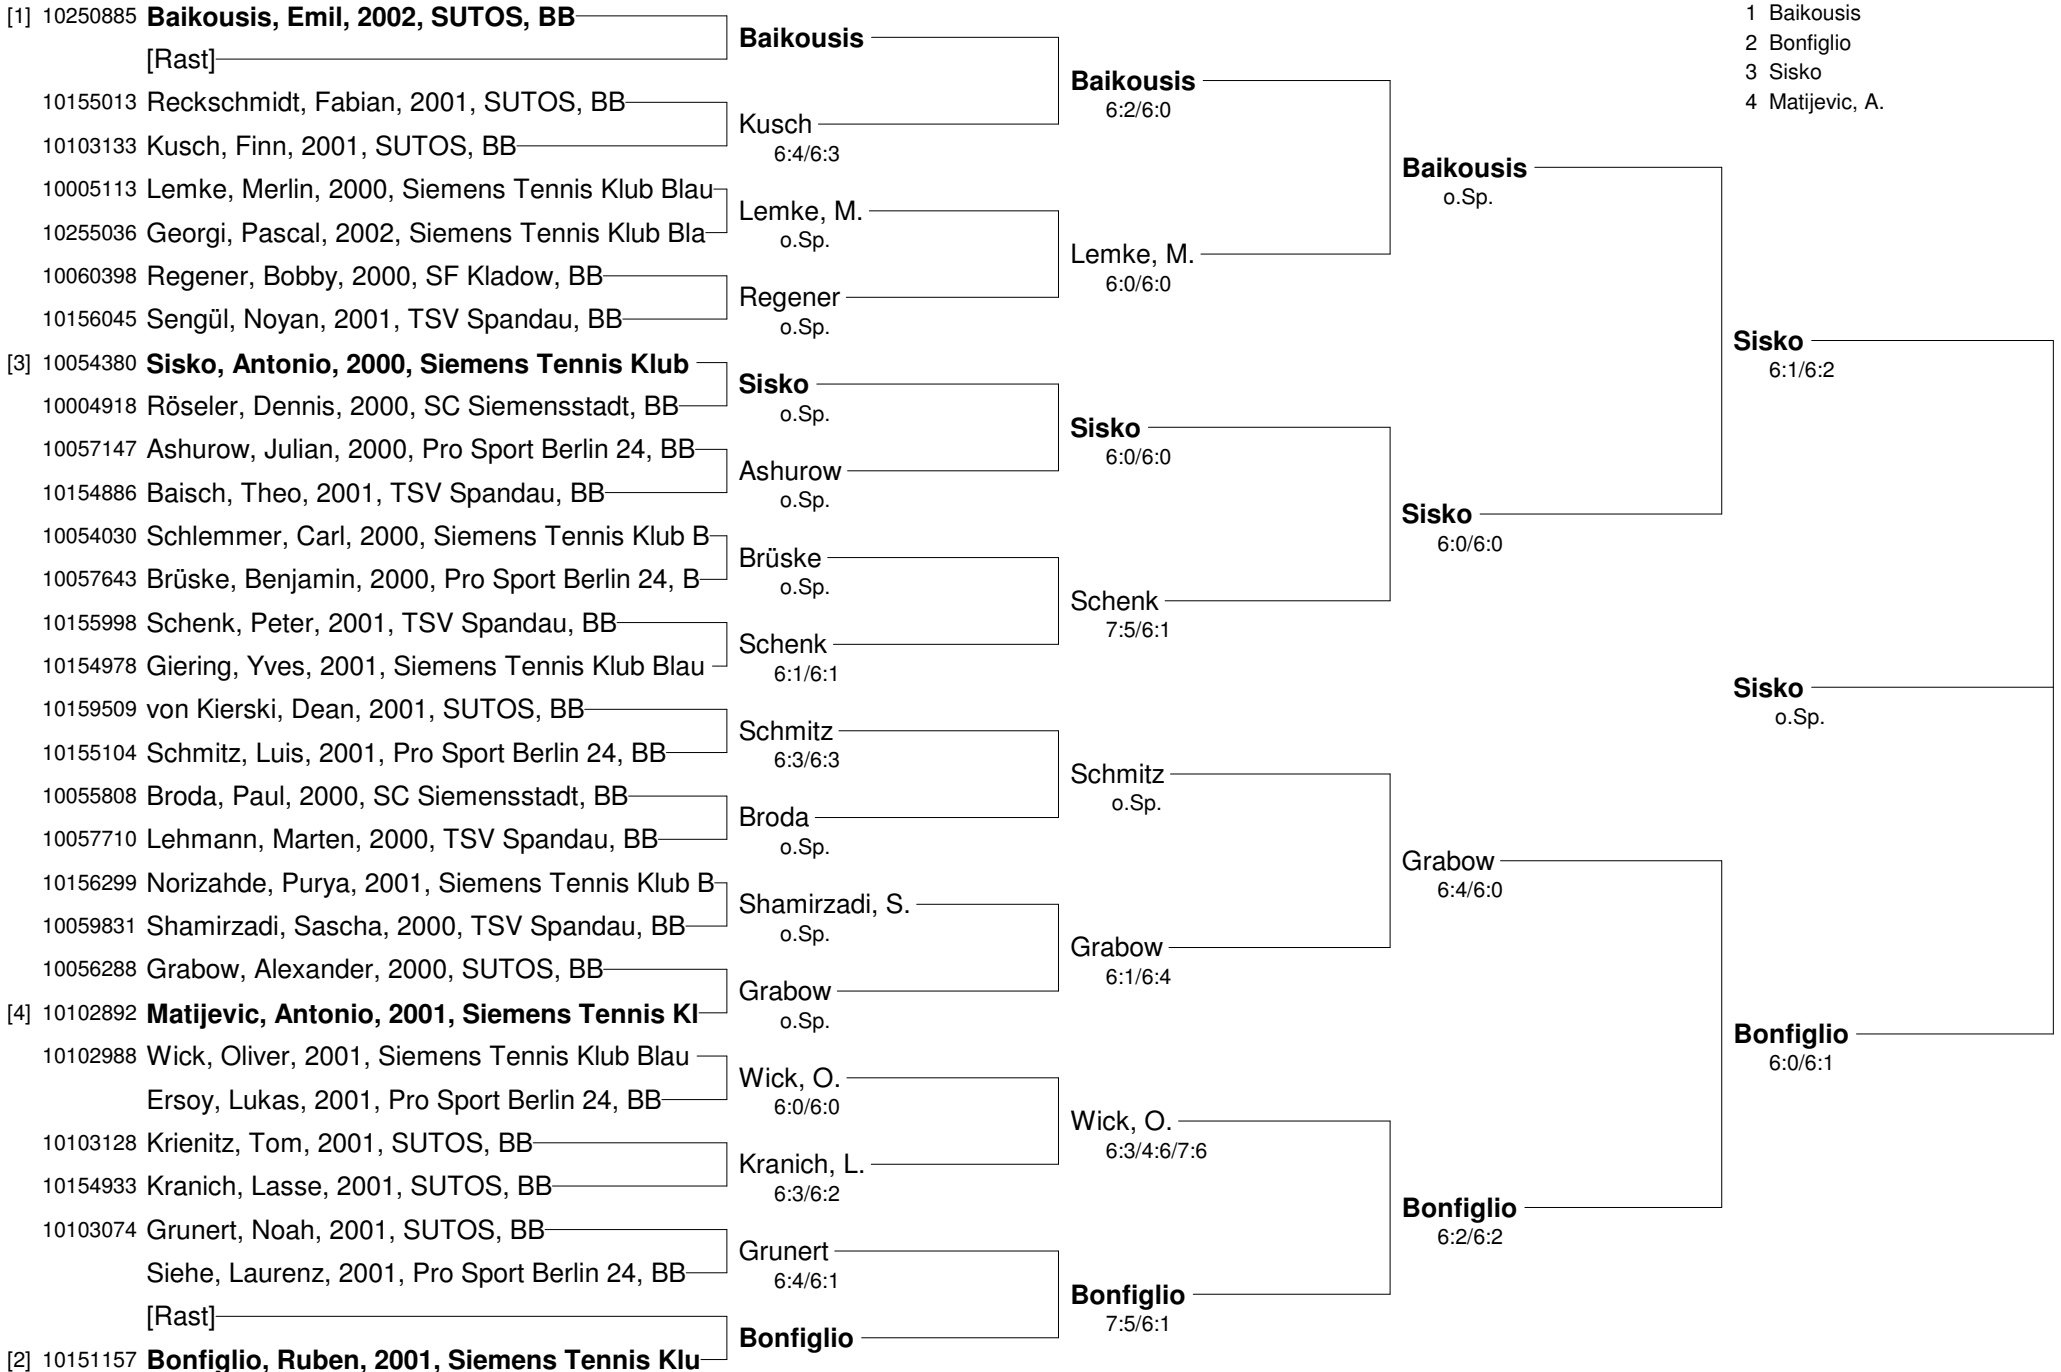 [1] 10250885 Baikousis, Emil, 2002, SUTOS, BB
[Rast]
10155013 Reckschmidt, Fabian, 2001, SUTOS, BB
10103133 Kusch, Finn, 2001, SUTOS, BB
10005113 Lemke, Merlin, 2000, Siemens Tennis Klub Blau
10255036 Georgi, Pascal, 2002, Siemens Tennis Klub Bla
10060398 Regener, Bobby, 2000, SF Kladow, BB
10156045 Sengül, Noyan, 2001, TSV Spandau, BB
[3] 10054380 Sisko, Antonio, 2000, Siemens Tennis Klub
10004918 Röseler, Dennis, 2000, SC Siemensstadt, BB
10057147 Ashurow, Julian, 2000, Pro Sport Berlin 24, BB
10154886 Baisch, Theo, 2001, TSV Spandau, BB
10054030 Schlemmer, Carl, 2000, Siemens Tennis Klub B
10057643 Brüske, Benjamin, 2000, Pro Sport Berlin 24, B
10155998 Schenk, Peter, 2001, TSV Spandau, BB
10154978 Giering, Yves, 2001, Siemens Tennis Klub Blau
10159509 von Kierski, Dean, 2001, SUTOS, BB
10155104 Schmitz, Luis, 2001, Pro Sport Berlin 24, BB
10055808 Broda, Paul, 2000, SC Siemensstadt, BB
10057710 Lehmann, Marten, 2000, TSV Spandau, BB
10156299 Norizahde, Purya, 2001, Siemens Tennis Klub B
10059831 Shamirzadi, Sascha, 2000, TSV Spandau, BB
10056288 Grabow, Alexander, 2000, SUTOS, BB
[4] 10102892 Matijevic, Antonio, 2001, Siemens Tennis Kl
10102988 Wick, Oliver, 2001, Siemens Tennis Klub Blau
Ersoy, Lukas, 2001, Pro Sport Berlin 24, BB
10103128 Krienitz, Tom, 2001, SUTOS, BB
10154933 Kranich, Lasse, 2001, SUTOS, BB
10103074 Grunert, Noah, 2001, SUTOS, BB
Siehe, Laurenz, 2001, Pro Sport Berlin 24, BB
[Rast]
[2] 10151157 Bonfiglio, Ruben, 2001, Siemens Tennis Klu
Baikousis
Kusch
6:4/6:3
Lemke, M.
o.Sp.
Regener
o.Sp.
Sisko
o.Sp.
Ashurow
o.Sp.
Brüske
o.Sp.
Schenk
6:1/6:1
Schmitz
6:3/6:3
Broda
o.Sp.
Shamirzadi, S.
o.Sp.
Grabow
o.Sp.
Wick, O.
6:0/6:0
Kranich, L.
6:3/6:2
Grunert
6:4/6:1
Bonfiglio
Baikousis
6:2/6:0
Lemke, M.
6:0/6:0
Sisko
6:0/6:0
Schenk
7:5/6:1
Schmitz
o.Sp.
Grabow
6:1/6:4
Wick, O.
6:3/4:6/7:6
Bonfiglio
7:5/6:1
Baikousis
o.Sp.
Sisko
6:0/6:0
Grabow
6:4/6:0
Bonfiglio
6:2/6:2
1 Baikousis
2 Bonfiglio
3 Sisko
4 Matijevic, A.
Sisko
6:1/6:2
Sisko
o.Sp.
Bonfiglio
6:0/6:1